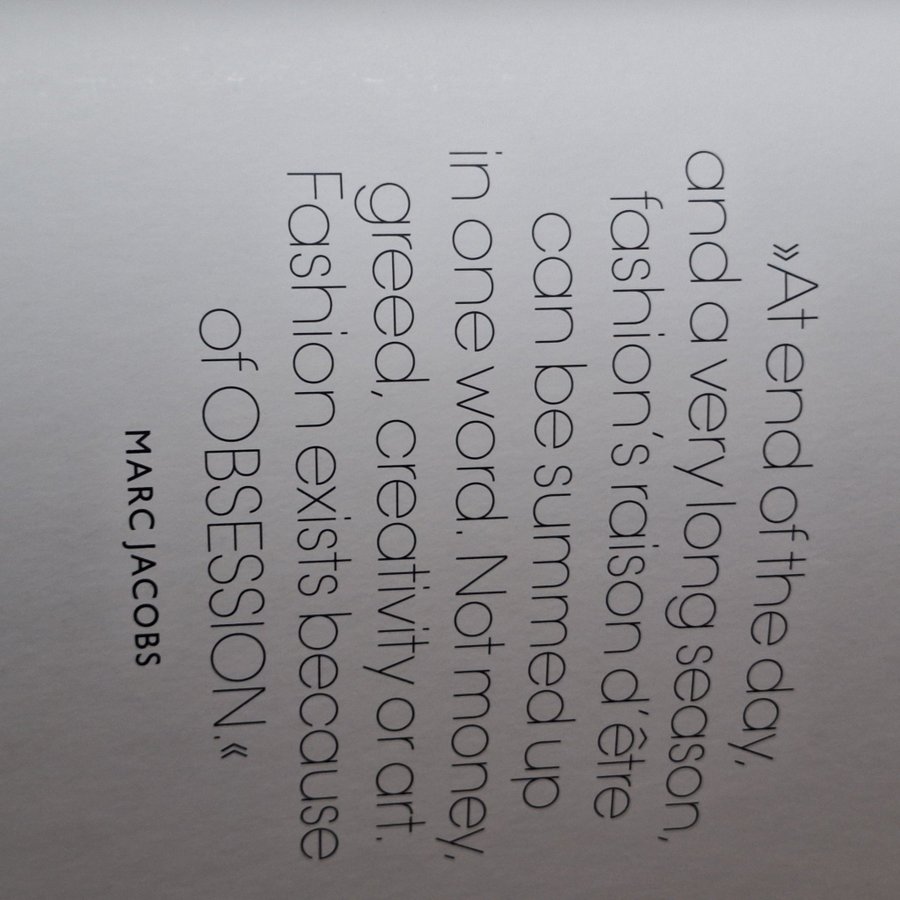 »At end of the day,
and a very long season,
fashion's raison d'être
can be summed up
in one word. Not money,
greed, creativity or art.
Fashion exists because
of OBSESSION.«
MARC JACOBS